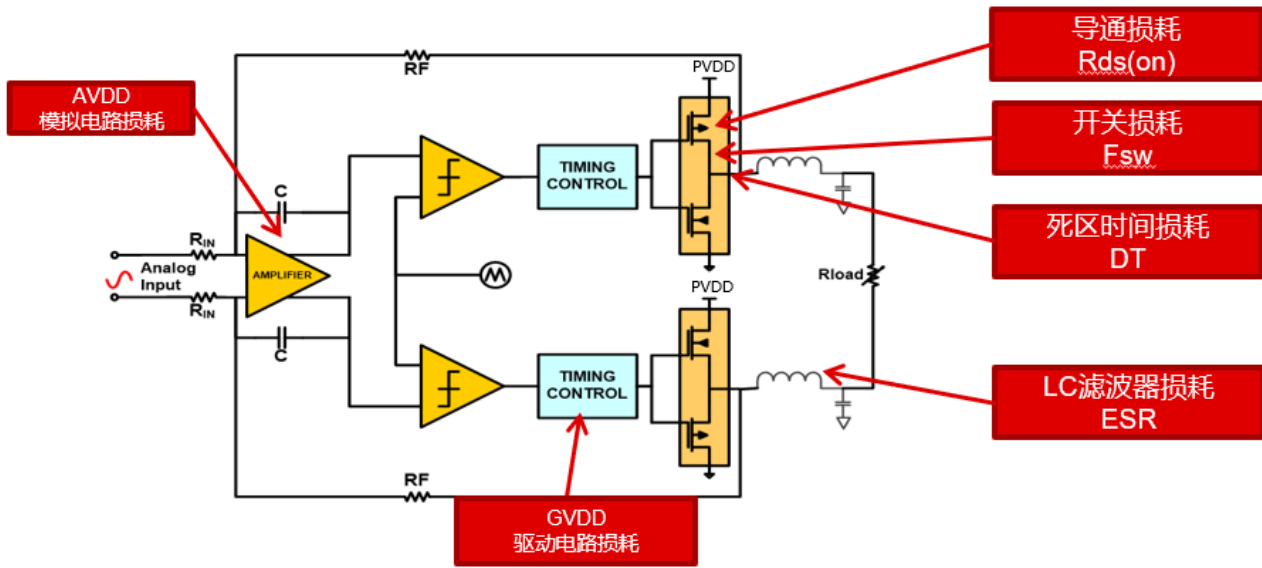 导通损耗
Rds(on)
RF
PVDD
AVDD
模拟电路损耗
开关损耗
Fsw
TIMING
CONTROL
C
死区时间损耗
DT
RIN
Analog
Input
AMPLIFIER
Rload
RIN
PVDD
C
TIMING
CONTROL
LC滤波器损耗
ESR
RF
GVDD
驱动电路损耗